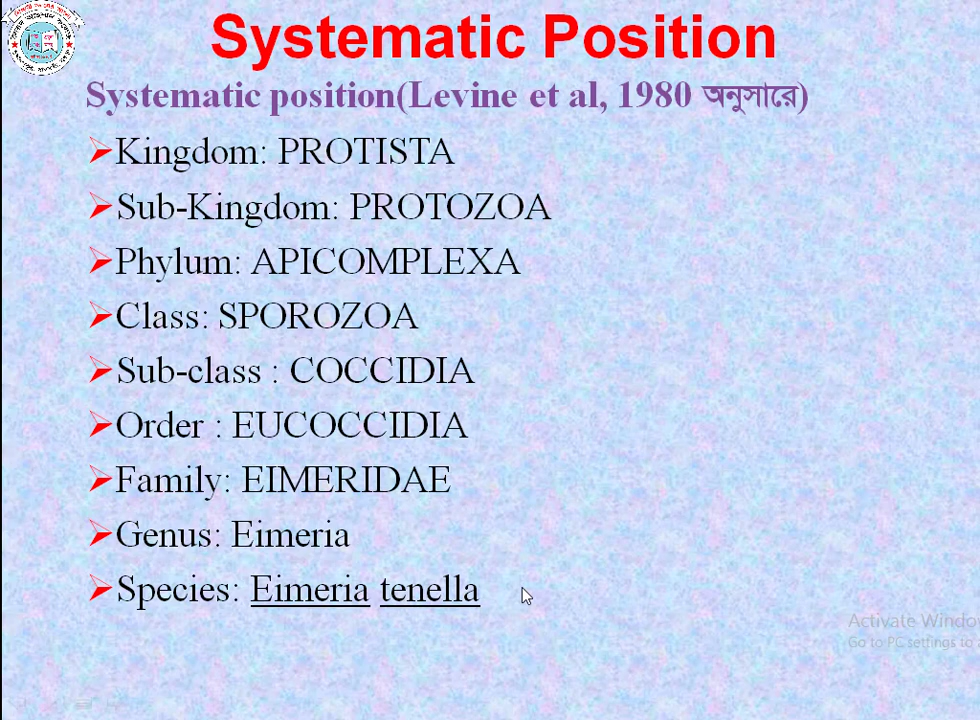 Systematic Position
Systematic position(Levine et al, 1980 অনুসারে)
Kingdom: PROTISTA
Sub-Kingdom: PROTOZOA
Phylum: APICOMPLEXA
Class: SPOROZOA
Sub-class : COCCIDIA
Order : EUCOCCIDIA
Family: EIMERIDAE
Genus: Eimeria
Species: Eimeria tenella
Activate Windo
Go to PC settings to